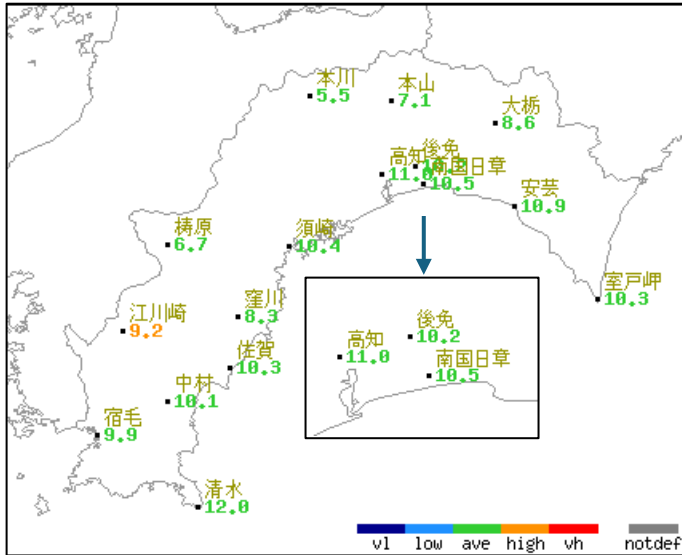 本川
5.5
本山
7.1
大栃
8.6
高知
11.0
後免
10.2
南国日章
10.5
安芸
10.9
梼原
6.7
須崎
10.4
室戸岬
10.3
江川崎
9.2
窪川
8.3
佐賀
10.3
中村
10.1
宿毛
9.9
清水
12.0
後免
10.2
高知
11.0
南国日章
10.5
vl low ave high vh notdef